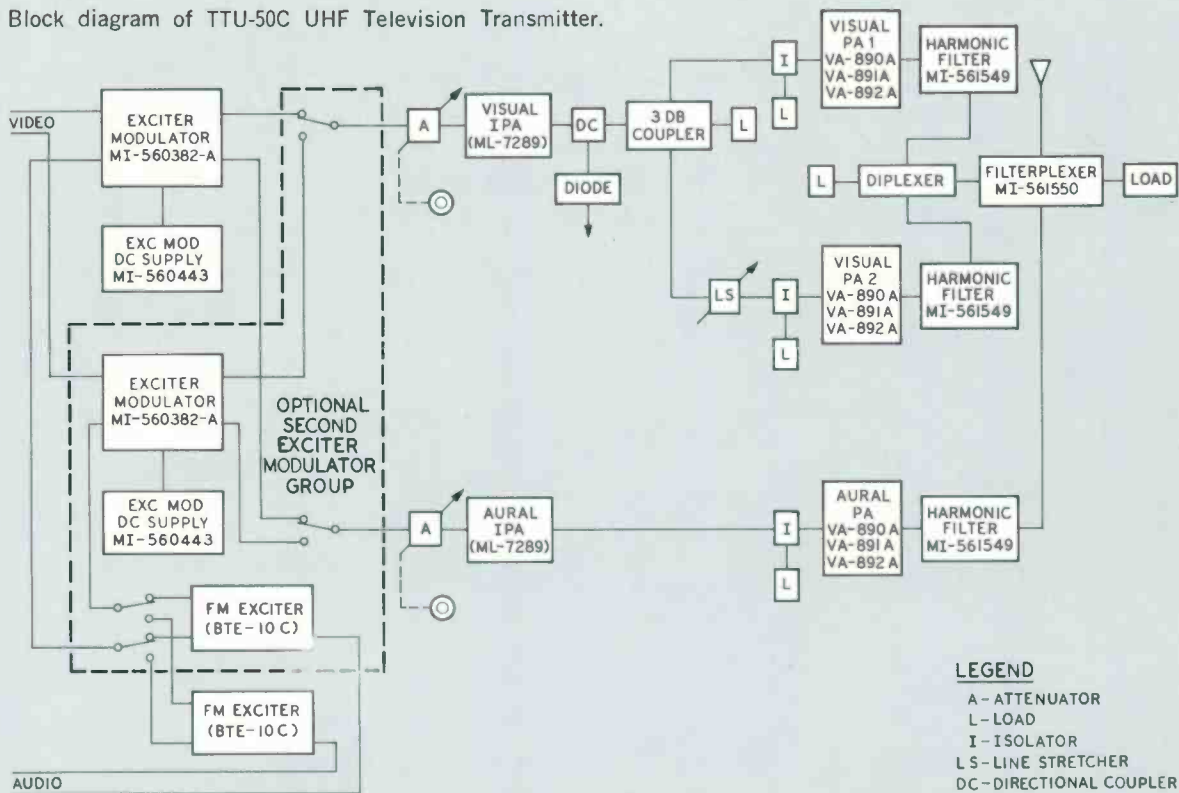 Block diagram of TTU-50C UHF Television Transmitter.
VIDEO
EXCITER
MODULATOR
MI-560382-A
EXC MOD
DC SUPPLY
MI-560443
EXCITER
MODULATOR
MI-560382-A
EXC MOD
DC SUPPLY
MI-560443
OPTIONAL
SECOND
EXCITER
MODULATOR
GROUP
FM EXCITER
(BTE-10C)
FM EXCITER
(BTE-10C)
AUDIO
A
VISUAL
IPA
(ML-7289)
DC
DIODE
3 DB
COUPLER
L
I
L
VISUAL
PA 1
VA-890A
VA-891A
VA-892A
HARMONIC
FILTER
MI-561549
L
DIPLEXER
FILTERPLEXER
MI-561550
LOAD
LS
I
L
VISUAL
PA 2
VA-890A
VA-891A
VA-892A
HARMONIC
FILTER
MI-561549
A
AURAL
IPA
(ML-7289)
I
L
AURAL
PA
VA-890A
VA-891A
VA-892A
HARMONIC
FILTER
MI-561549
LEGEND
A-ATTENUATOR
L-LOAD
I-ISOLATOR
LS-LINE STRETCHER
DC-DIRECTIONAL COUPLER